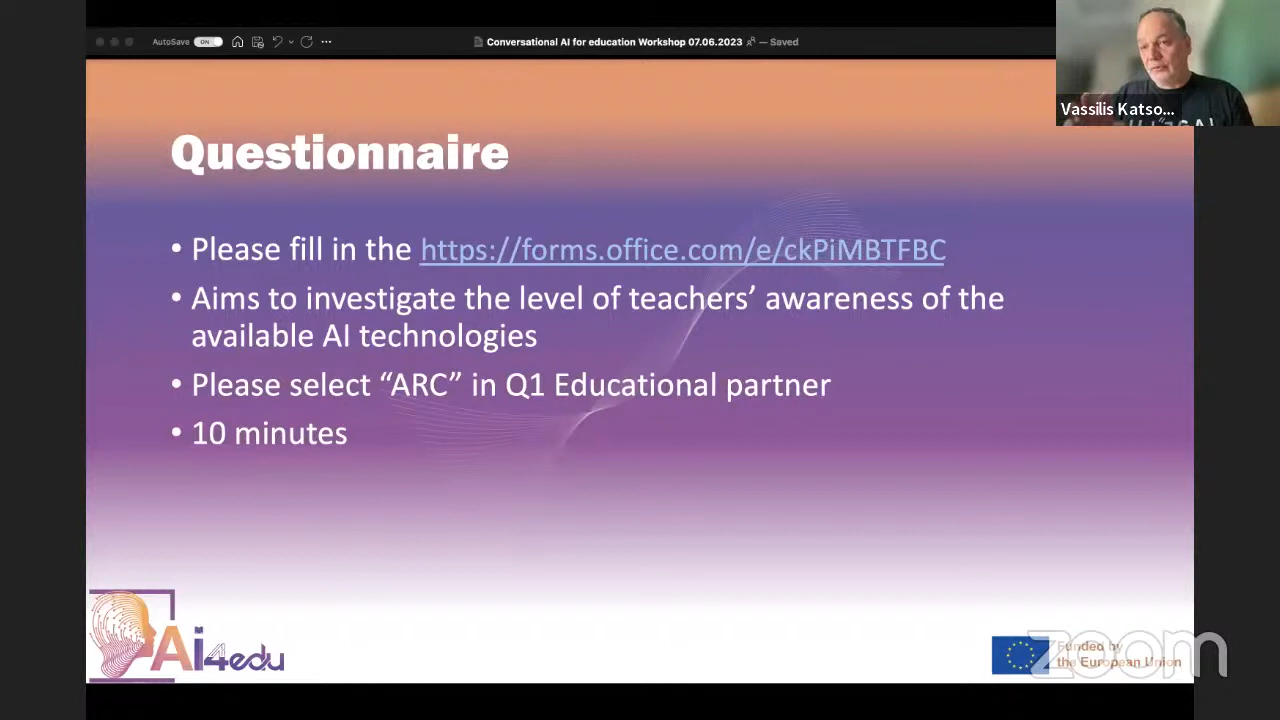 AutoSave ON
Conversational AI for education Workshop 07.06.2023 — Saved
Vassilis Katso...
Questionnaire
• Please fill in the https://forms.office.com/e/ckPiMBTFBC
• Aims to investigate the level of teachers’ awareness of the
available AI technologies
• Please select “ARC” in Q1 Educational partner
• 10 minutes
Ai4edu
Funded by
the European Union
zoom